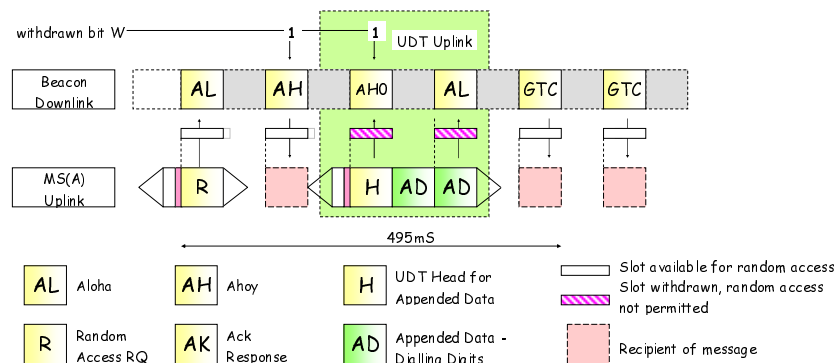 withdrawn bit W
1
1
UDT Uplink
Beacon
Downlink
AL
AH
AH0
AL
GTC
GTC
MS(A)
Uplink
R
H
AD
AD
495mS
AL
Aloha
AH
Ahoy
H
UDT Head for
Appended Data
Slot available for random access
Slot withdrawn, random access
not permitted
R
Random
Access RQ
AK
Ack
Response
AD
Appended Data -
Dialling Digits
Recipient of message